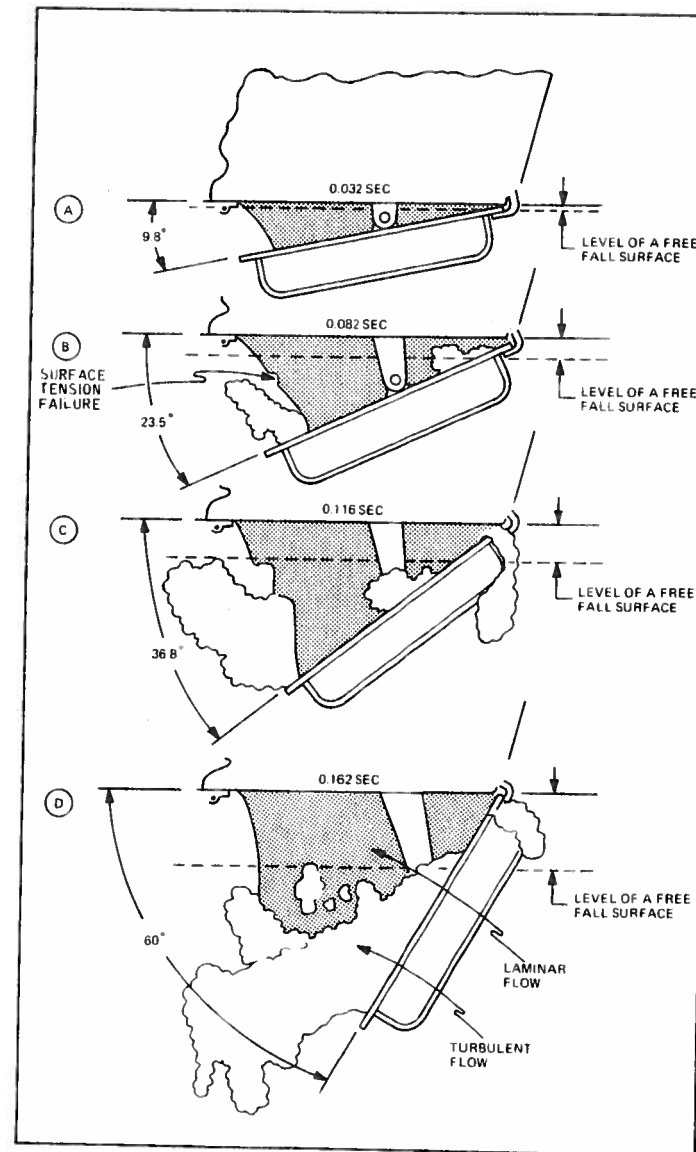 0.032 SEC
A
9.8°
LEVEL OF A FREE
FALL SURFACE
0.082 SEC
B
SURFACE
TENSION
FAILURE
23.5°
LEVEL OF A FREE
FALL SURFACE
0.116 SEC
C
36 8°
LEVEL OF A FREE
FALL SURFACE
0.162 SEC
D
60°
LEVEL OF A FREE
FALL SURFACE
LAMINAR
FLOW
TURBULENT
FLOW